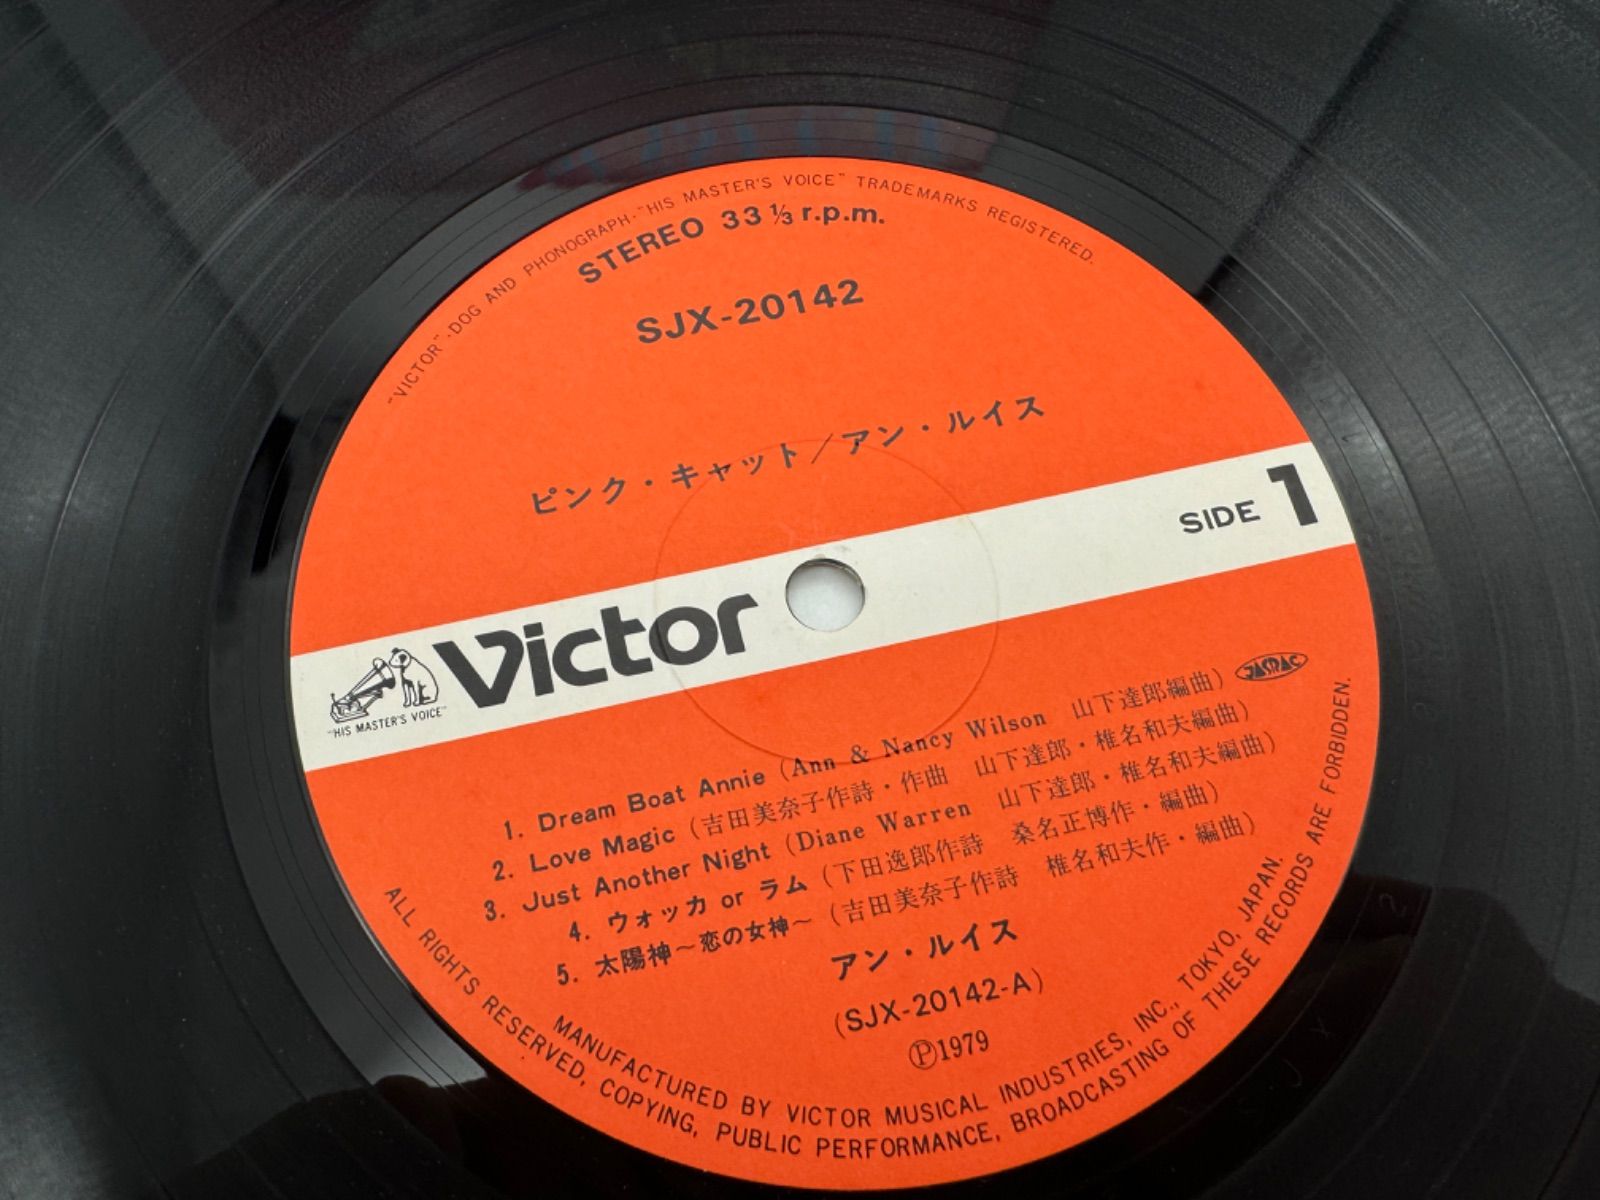 "VICTOR"-DOG AND PHONOGRAPH-"HIS MASTER'S VOICE" TRADEMARKS REGISTERED.
STEREO 33⅓ r.p.m.
SJX-20142
ピンク・キャット/アン・ルイス
SIDE 1
Victor
"HIS MASTER'S VOICE"
JASRAC
1. Dream Boat Annie (Ann & Nancy Wilson 山下達郎編曲)
2. Love Magic (吉田美奈子作詩・作曲 山下達郎・椎名和夫編曲)
3. Just Another Night (Diane Warren 山下達郎・椎名和夫編曲)
4. ウォッカ or ラム (下田逸郎作詩 桑名正博作・編曲)
5. 太陽神~恋の女神~ (吉田美奈子作詩 椎名和夫作・編曲)
アン・ルイス
(SJX-20142-A)
Ⓟ1979
MANUFACTURED BY VICTOR MUSICAL INDUSTRIES, INC., TOKYO, JAPAN.
ALL RIGHTS RESERVED, COPYING, PUBLIC PERFORMANCE, BROADCASTING OF THESE RECORDS ARE FORBIDDEN.